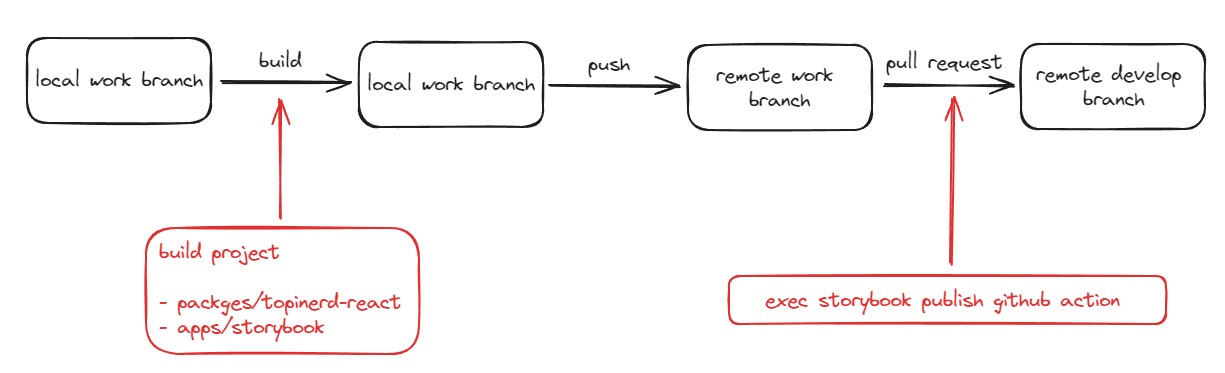 build
push
pull request
local work branch
local work branch
remote work
branch
remote develop
branch
build project
- packges/topinerd-react
- apps/storybook
exec storybook publish github action